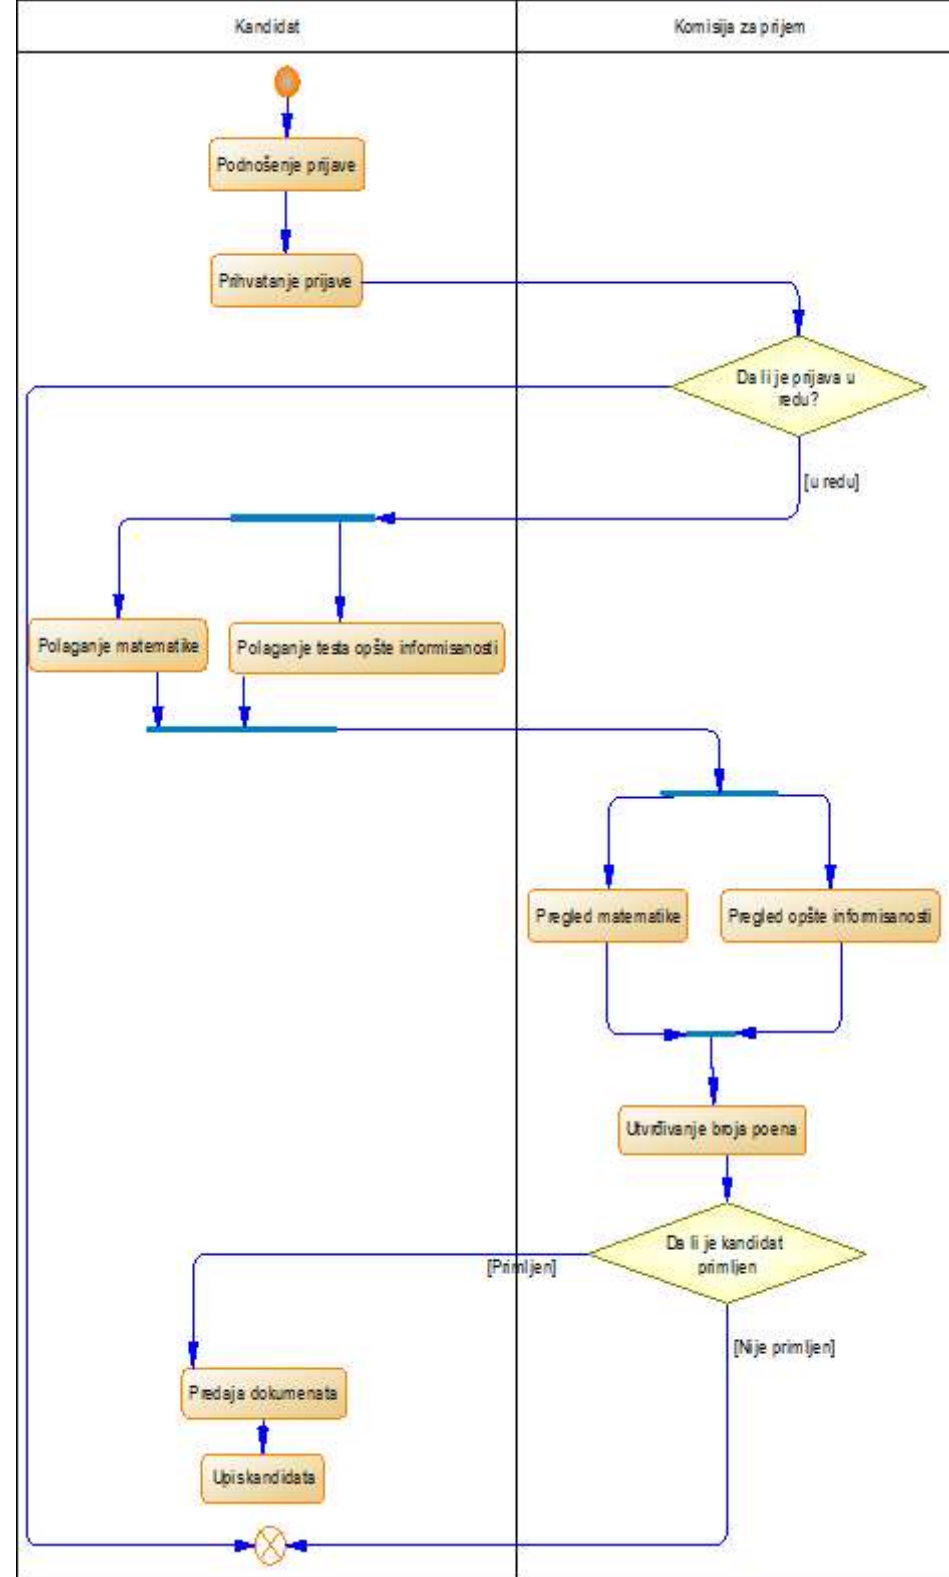 Kandidat
Komisija za prijem
Podnošenje prijave
Prihvatanje prijave
Da li je prijava u
redu?
[u redu]
Polaganje matematike
Polaganje testa opšte informisanosti
Pregled matematike
Pregled opšte informisanosti
Utvrđivanje broja poena
Da li je kandidat
primljen
[Primljen]
[Nije primljen]
Predaja dokumenata
Upis kandidata